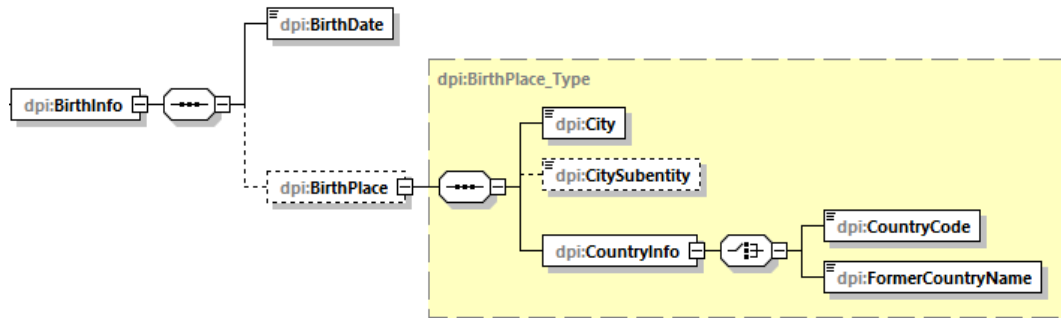 dpi:BirthDate
dpi:BirthPlace_Type
dpi:BirthInfo
dpi:City
dpi:CitySubentity
dpi:BirthPlace
dpi:CountryCode
dpi:CountryInfo
dpi:FormerCountryName